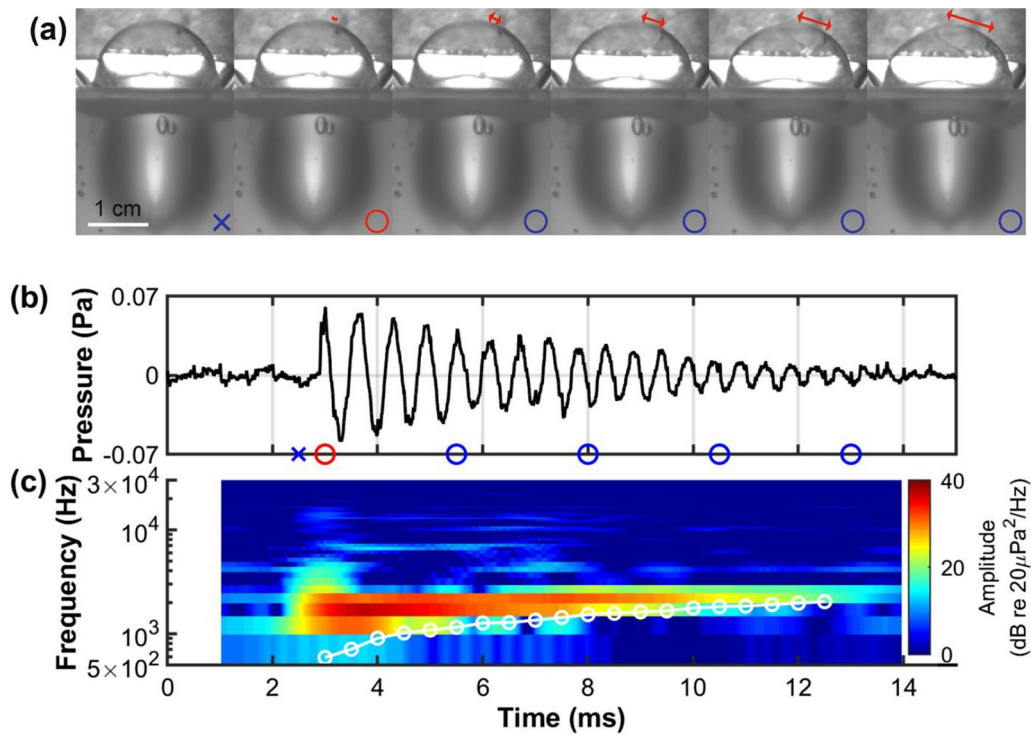 (a)
1 cm
(b)
Pressure (Pa)
0.07
0
-0.07
(c)
Frequency (Hz)
3×10⁴
10⁴
10³
5×10²
40
20
0
Amplitude
(dB re 20μPa²/Hz)
0 2 4 6 8 10 12 14
Time (ms)